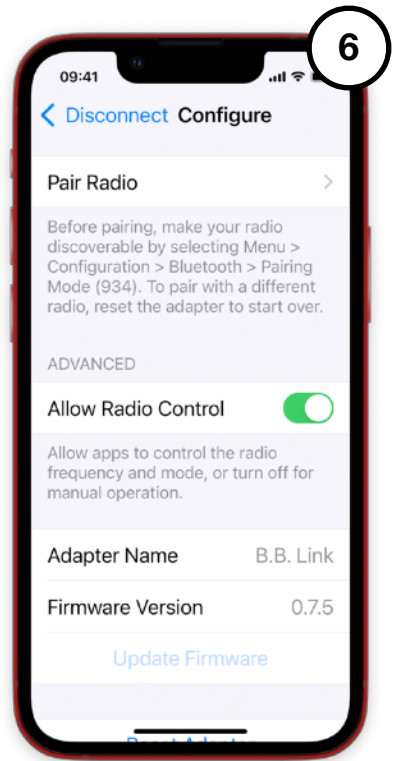 6
09:41
Disconnect Configure
Pair Radio
Before pairing, make your radio
discoverable by selecting Menu >
Configuration > Bluetooth > Pairing
Mode (934). To pair with a different
radio, reset the adapter to start over.
ADVANCED
Allow Radio Control
Allow apps to control the radio
frequency and mode, or turn off for
manual operation.
Adapter Name B.B. Link
Firmware Version 0.7.5
Update Firmware
Reset Adapter